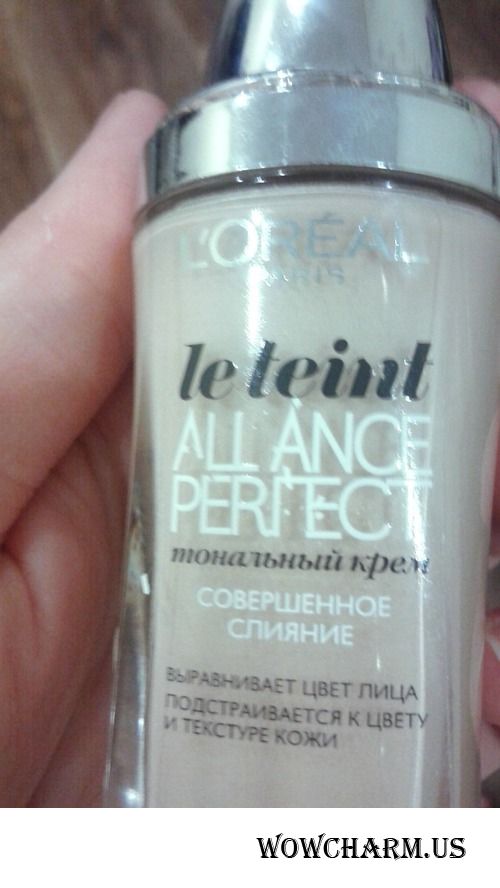 L'ORÉAL
PARIS
le teint
ALLIANCE
PERFECT
тональный крем
СОВЕРШЕННОЕ
СЛИЯНИЕ
ВЫРАВНИВАЕТ ЦВЕТ ЛИЦА
ПОДСТРАИВАЕТСЯ К ЦВЕТУ
И ТЕКСТУРЕ КОЖИ
WOWCHARM.US